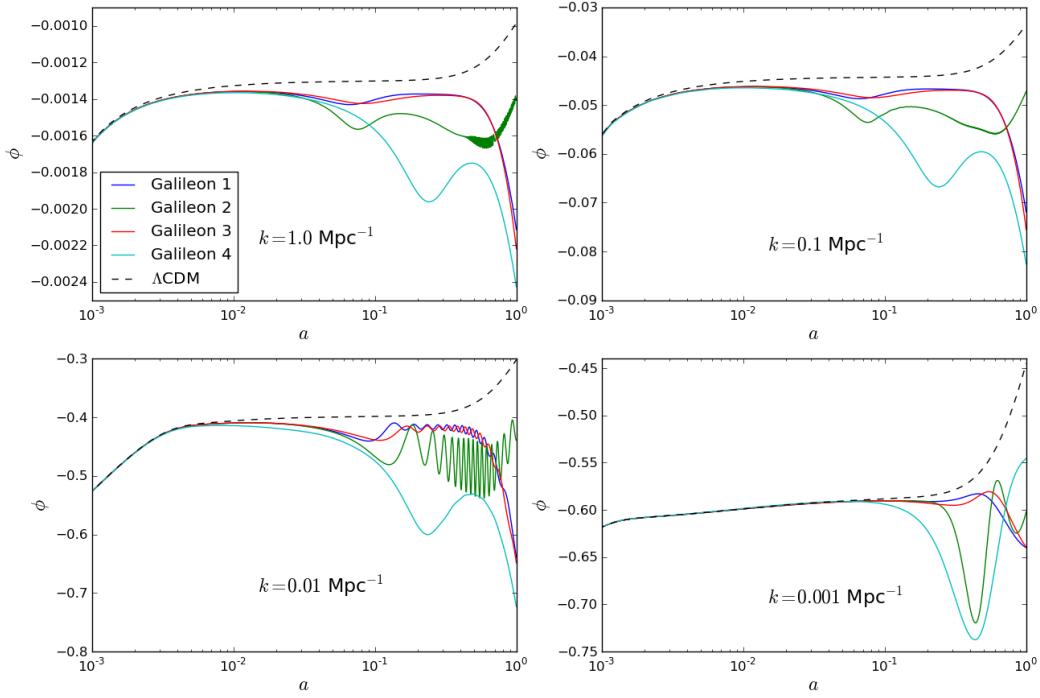 −0.0010
−0.0012
−0.0014
−0.0016
−0.0018
−0.0020
−0.0022
−0.0024
ϕ
Galileon 1
Galileon 2
Galileon 3
Galileon 4
ΛCDM
k=1.0 Mpc⁻¹
10⁻³ 10⁻² 10⁻¹ 10⁰
a
−0.03
−0.04
−0.05
−0.06
−0.07
−0.08
−0.09
ϕ
k=0.1 Mpc⁻¹
10⁻³ 10⁻² 10⁻¹ 10⁰
a
−0.3
−0.4
−0.5
−0.6
−0.7
−0.8
ϕ
k=0.01 Mpc⁻¹
10⁻³ 10⁻² 10⁻¹ 10⁰
a
−0.45
−0.50
−0.55
−0.60
−0.65
−0.70
−0.75
ϕ
k=0.001 Mpc⁻¹
10⁻³ 10⁻² 10⁻¹ 10⁰
a